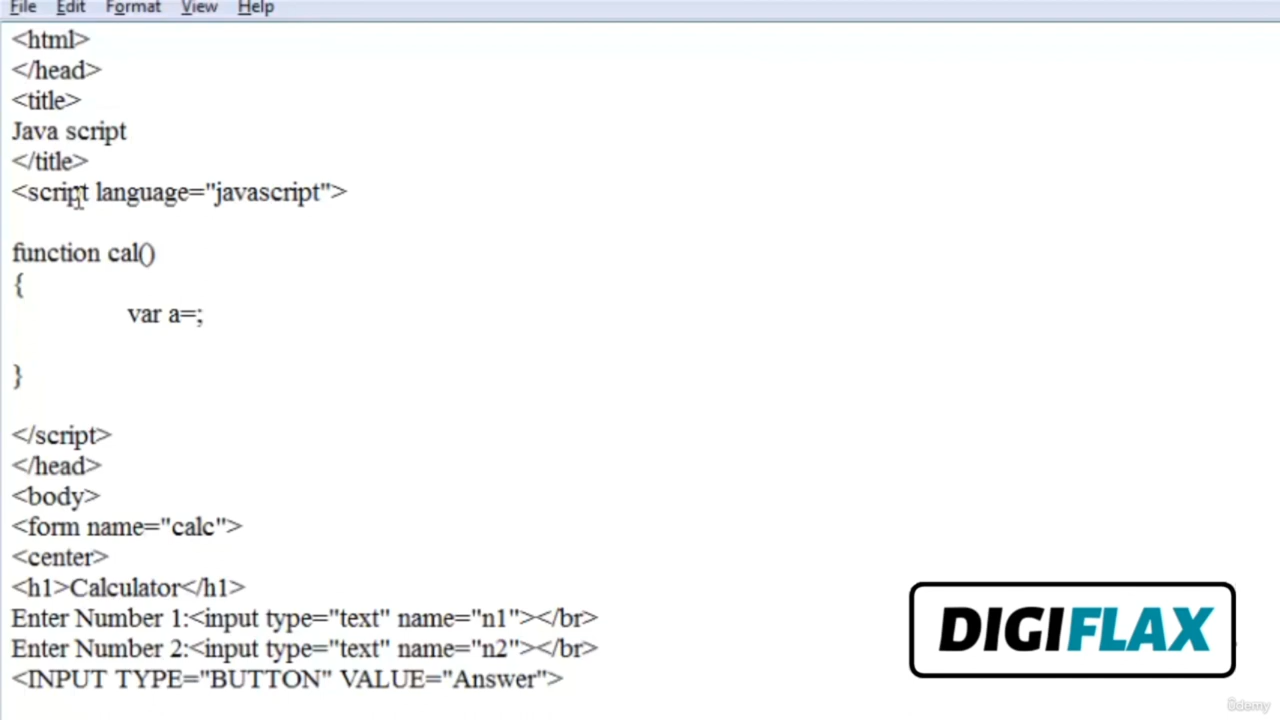 File Edit Format View Help
<html>
</head>
<title>
Java script
</title>
<script language="javascript">
function cal()
{
var a=;
}
</script>
</head>
<body>
<form name="calc">
<center>
<h1>Calculator</h1>
Enter Number 1:<input type="text" name="n1"></br>
Enter Number 2:<input type="text" name="n2"></br>
<INPUT TYPE="BUTTON" VALUE="Answer">
DIGIFLAX
ûdemy